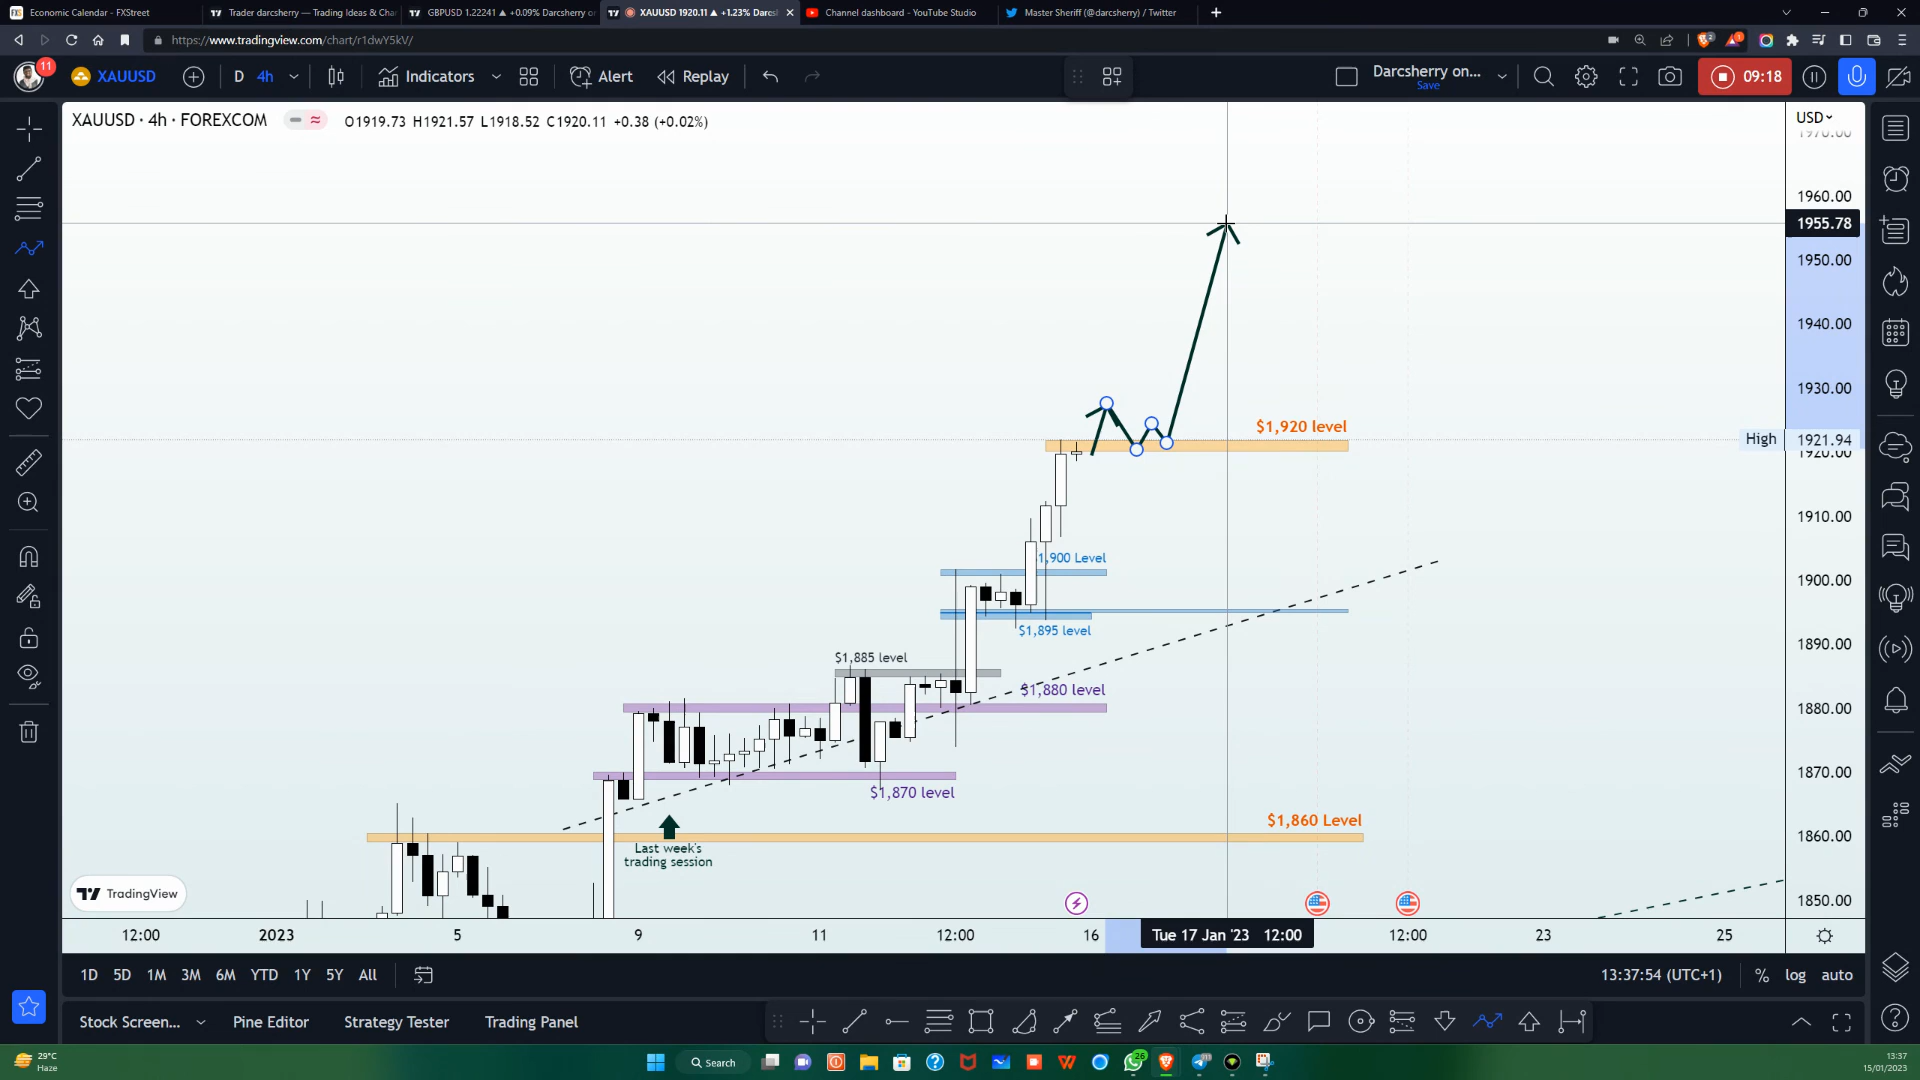 Economic Calendar - FXStreet
Trader darcsherry — Trading Ideas & Cha
GBPUSD 1.22241 ▲ +0.09% Darcsherry on
XAUUSD 1920.11 ▲ +1.23% Darcs
Channel dashboard - YouTube Studio
Master Sheriff (@darcsherry) / Twitter
https://www.tradingview.com/chart/r1dwY5kV/
11
XAUUSD
D
4h
Indicators
Alert
Replay
Darcsherry on...
Save
09:18
XAUUSD · 4h · FOREXCOM
O1919.73 H1921.57 L1918.52 C1920.11 +0.38 (+0.02%)
USD
1970.00
1960.00
1955.78
1950.00
1940.00
1930.00
$1,920 level
High
1921.94
1920.00
1910.00
1,900 Level
1900.00
$1,895 level
1890.00
$1,885 level
$1,880 level
1880.00
1870.00
$1,870 level
$1,860 Level
1860.00
Last week's
trading session
TradingView
1850.00
12:00
2023
5
9
11
12:00
16
Tue 17 Jan '23 12:00
12:00
23
25
1D
5D
1M
3M
6M
YTD
1Y
5Y
All
13:37:54 (UTC+1)
%
log
auto
Stock Screen...
Pine Editor
Strategy Tester
Trading Panel
29°C
Haze
Search
26
13:37
15/01/2023